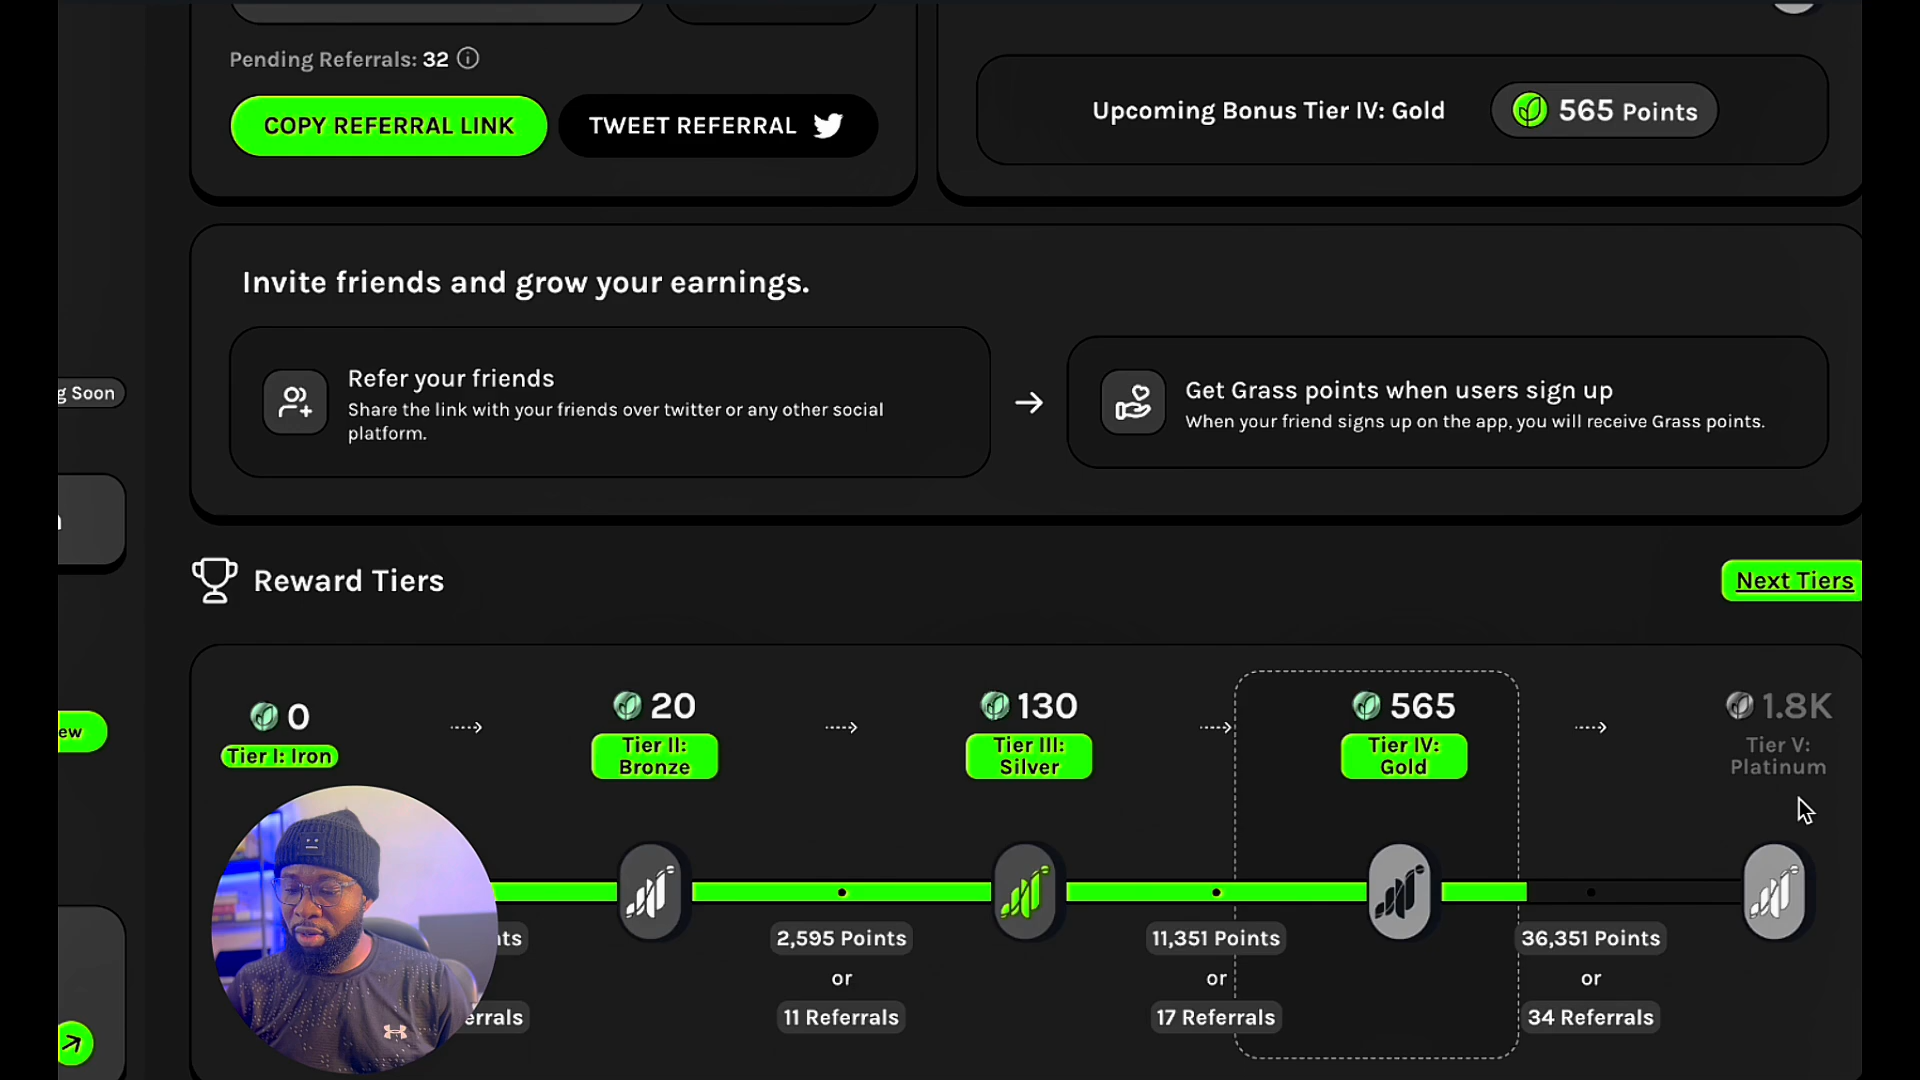 Pending Referrals: 32
COPY REFERRAL LINK
TWEET REFERRAL
Upcoming Bonus Tier IV: Gold
565 Points
Invite friends and grow your earnings.
Refer your friends
Share the link with your friends over twitter or any other social
platform.
Get Grass points when users sign up
When your friend signs up on the app, you will receive Grass points.
g Soon
ew
Reward Tiers
Next Tiers
0
Tier I: Iron
20
Tier II:
Bronze
130
Tier III:
Silver
565
Tier IV:
Gold
1.8K
Tier V:
Platinum
nts
2,595 Points
11,351 Points
36,351 Points
or
or
or
errals
11 Referrals
17 Referrals
34 Referrals